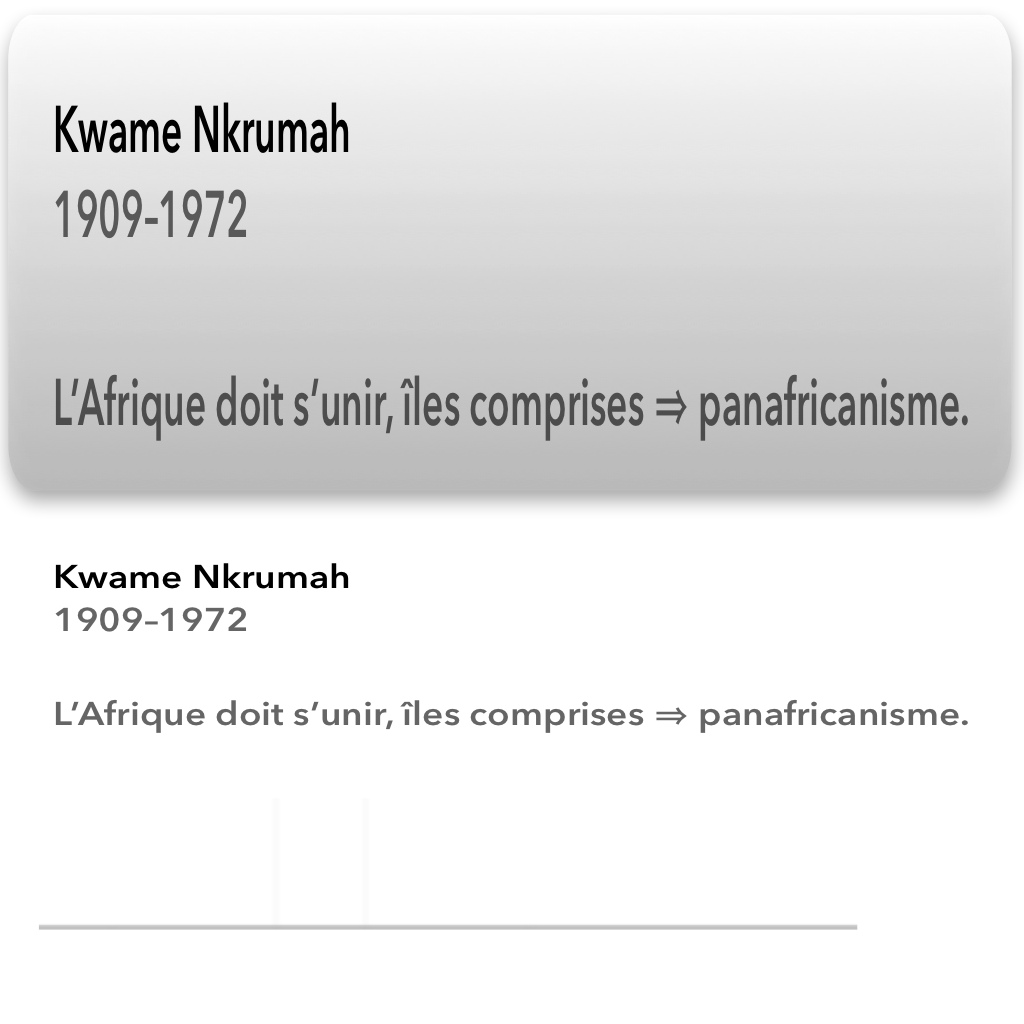 Kwame Nkrumah
1909–1972
L’Afrique doit s’unir, îles comprises ⇒ panafricanisme.
Kwame Nkrumah
1909–1972
L’Afrique doit s’unir, îles comprises ⇒ panafricanisme.